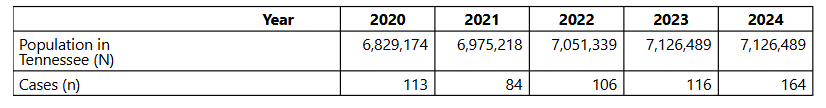 Year 2020 2021 2022 2023 2024
Population in
Tennessee (N) 6,829,174 6,975,218 7,051,339 7,126,489 7,126,489
Cases (n) 113 84 106 116 164